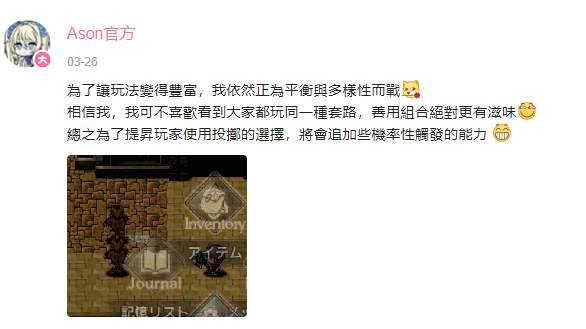 Ason官方
大
03-26
為了讓玩法變得豐富，我依然正為平衡與多樣性而戰
相信我，我可不喜歡看到大家都玩同一種套路，善用組合絕對更有滋味
總之為了提昇玩家使用投擲的選擇，將會追加些機率性觸發的能力
Inventory
NEW
アイテム
Journal
記憶リスト